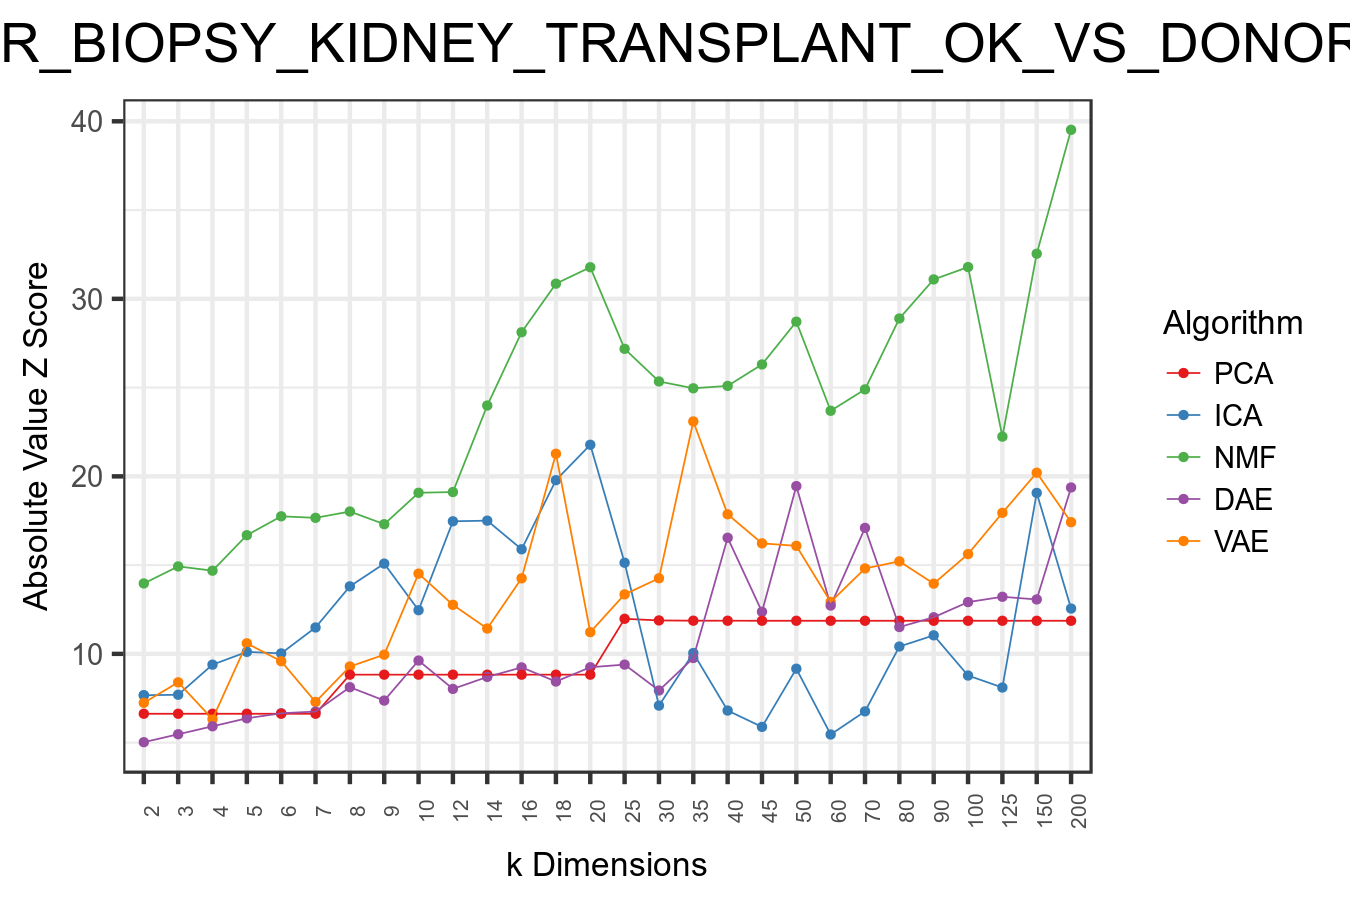 R_BIOPSY_KIDNEY_TRANSPLANT_OK_VS_DONOR
40
30
20
10
Absolute Value Z Score
2 3 4 5 6 7 8 9 10 12 14 16 18 20 25 30 35 40 45 50 60 70 80 90 100 125 150 200
k Dimensions
Algorithm
PCA
ICA
NMF
DAE
VAE